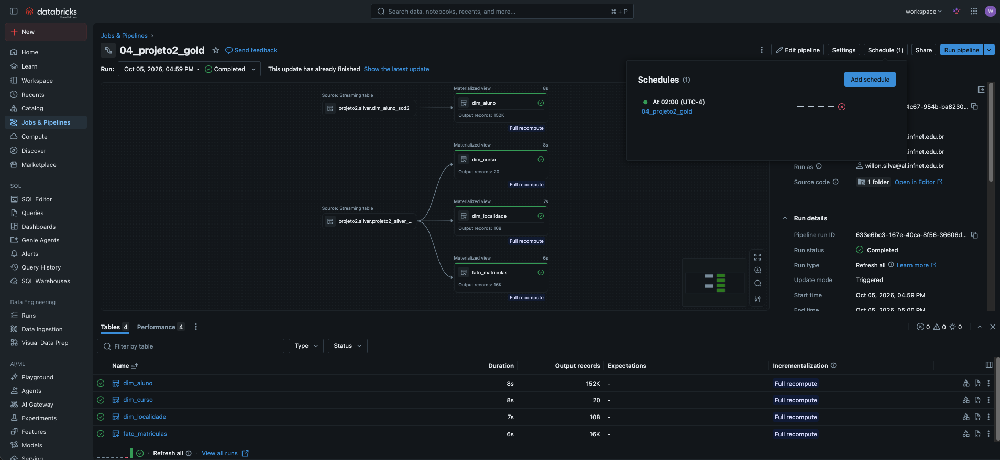 databricks
Free Edition
Search data, notebooks, recents, and more...
⌘ + P
workspace
W
New
Home
Learn
Workspace
Recents
Catalog
Jobs & Pipelines
Compute
Discover
Marketplace
SQL
SQL Editor
Queries
Dashboards
Genie Agents
Alerts
Query History
SQL Warehouses
Data Engineering
Runs
Data Ingestion
Visual Data Prep
AI/ML
Playground
Agents
AI Gateway
Experiments
Features
Models
Serving
Jobs & Pipelines ›
04_projeto2_gold
Send feedback
Edit pipeline
Settings
Schedule (1)
Share
Run pipeline
Run:
Oct 05, 2026, 04:59 PM · Completed
This update has already finished Show the latest update
Source: Streaming table
projeto2.silver.dim_aluno_scd2
Materialized view 8s
dim_aluno
Output records: 152K
Full recompute
Materialized view 8s
dim_curso
Output records: 20
Full recompute
Source: Streaming table
projeto2.silver.projeto2_silver_...
Materialized view 7s
dim_localidade
Output records: 108
Full recompute
Materialized view 6s
fato_matriculas
Output records: 16K
Full recompute
Schedules (1)
Add schedule
At 02:00 (UTC-4)
04_projeto2_gold
4c67-954b-ba8230...
.infnet.edu.br
.infnet.edu.br
Run as willon.silva@al.infnet.edu.br
Source code 1 folder Open in Editor
Run details
Pipeline run ID 633e6bc3-167e-40ca-8f56-36606d...
Run status Completed
Run type Refresh all Learn more
Update mode Triggered
Start time Oct 05, 2026, 04:59 PM
End time Oct 05, 2026, 05:00 PM
Tables 4
Performance 4
0 0 0
Filter by table
Type
Status
Name Duration Output records Expectations Incrementalization
dim_aluno 8s 152K - Full recompute
dim_curso 8s 20 - Full recompute
dim_localidade 7s 108 - Full recompute
fato_matriculas 6s 16K - Full recompute
· Refresh all · View all runs